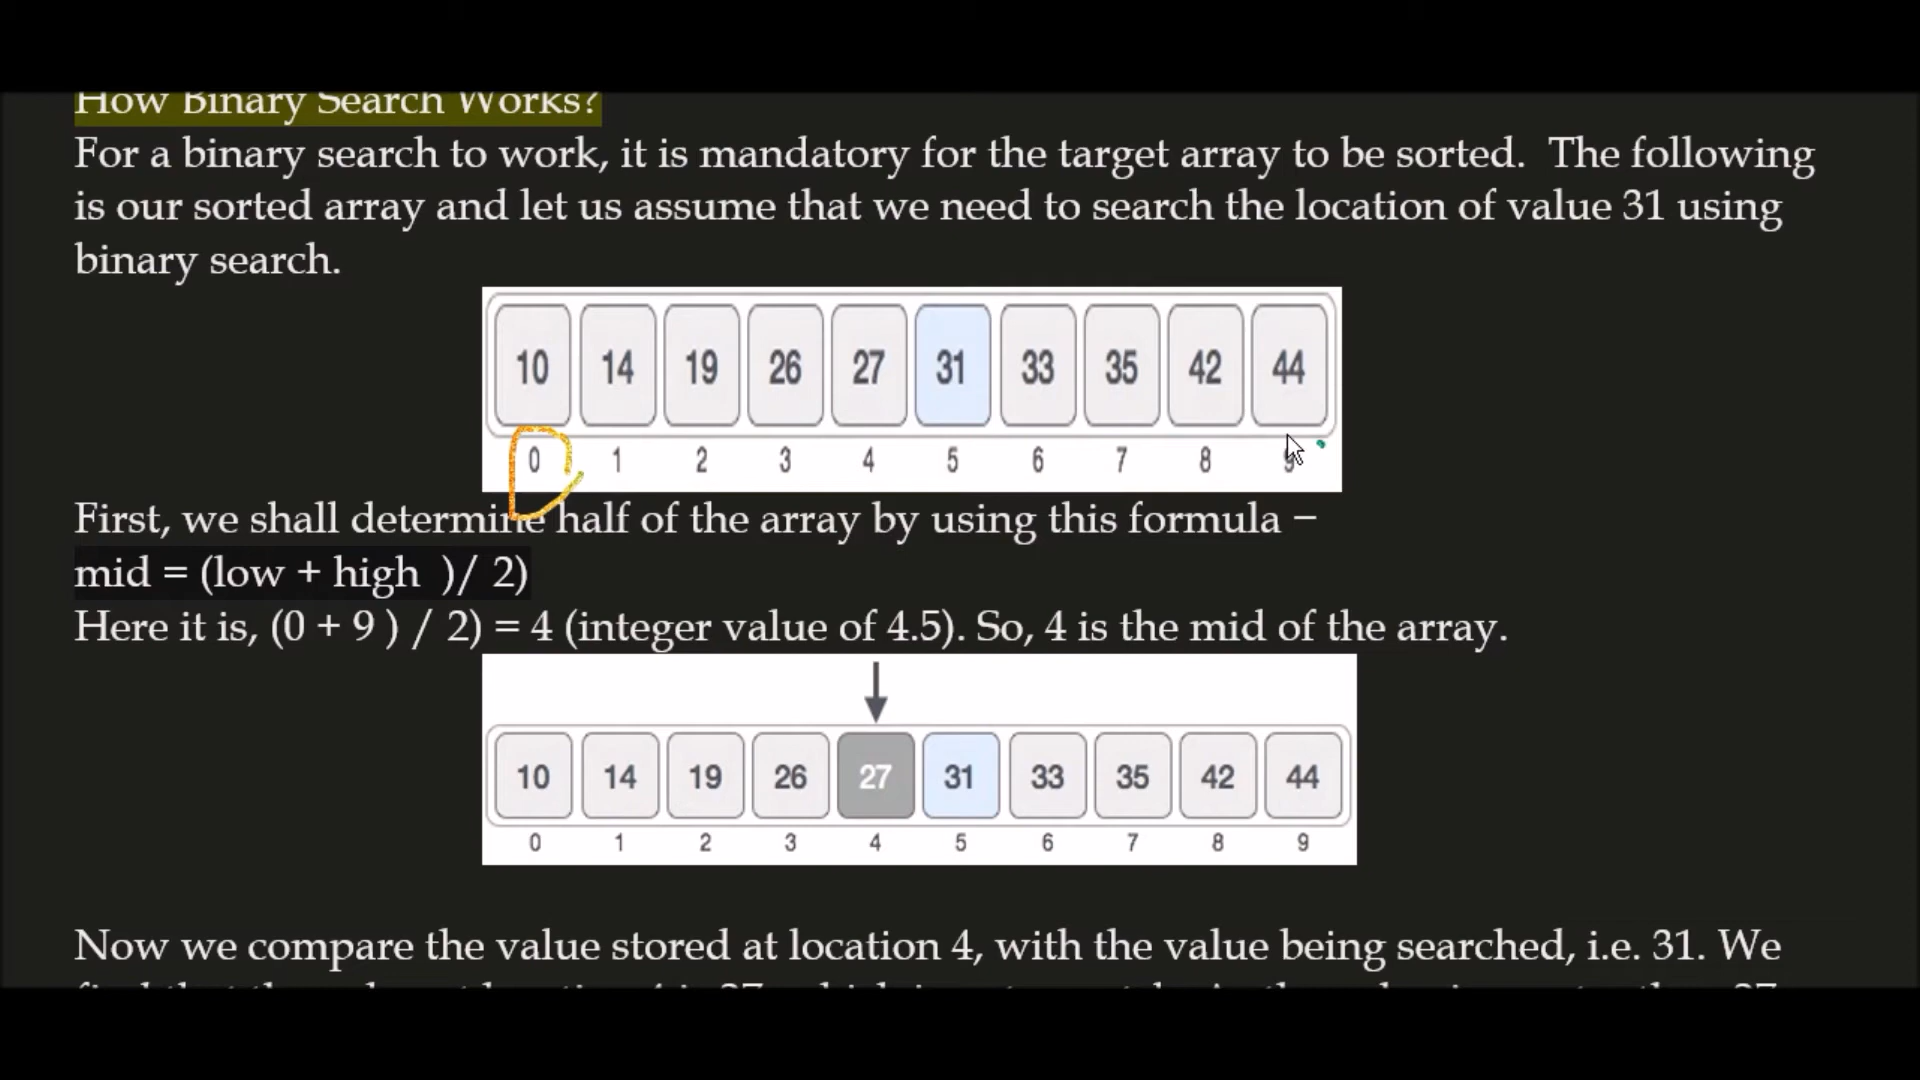 How Binary Search Works?
For a binary search to work, it is mandatory for the target array to be sorted. The following
is our sorted array and let us assume that we need to search the location of value 31 using
binary search.
10 14 19 26 27 31 33 35 42 44
0 1 2 3 4 5 6 7 8 9
First, we shall determine half of the array by using this formula −
mid = (low + high )/ 2)
Here it is, (0 + 9 ) / 2) = 4 (integer value of 4.5). So, 4 is the mid of the array.
10 14 19 26 27 31 33 35 42 44
0 1 2 3 4 5 6 7 8 9
Now we compare the value stored at location 4, with the value being searched, i.e. 31. We